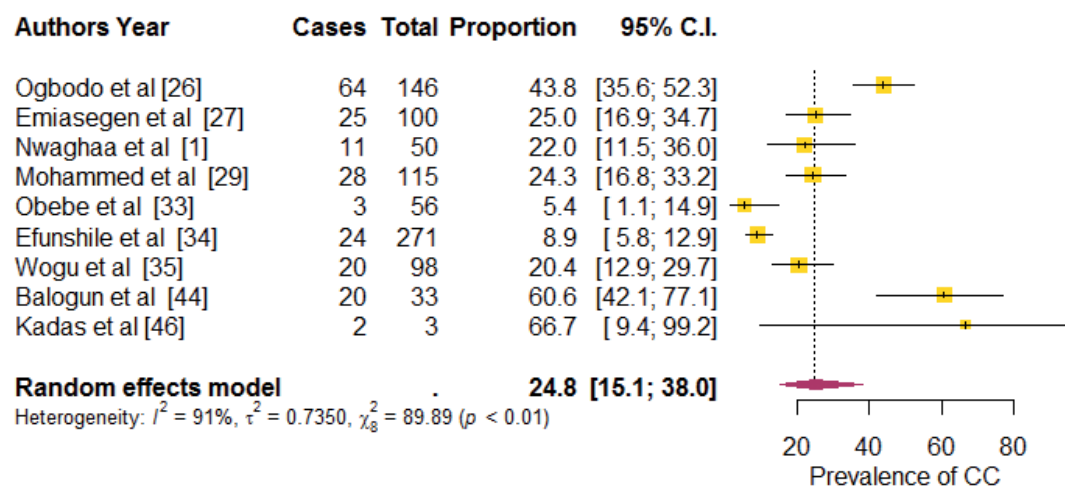 Authors Year Cases Total Proportion 95% C.I.
Ogbodo et al [26] 64 146 43.8 [35.6; 52.3]
Emiasegen et al [27] 25 100 25.0 [16.9; 34.7]
Nwaghaa et al [1] 11 50 22.0 [11.5; 36.0]
Mohammed et al [29] 28 115 24.3 [16.8; 33.2]
Obebe et al [33] 3 56 5.4 [ 1.1; 14.9]
Efunshile et al [34] 24 271 8.9 [ 5.8; 12.9]
Wogu et al [35] 20 98 20.4 [12.9; 29.7]
Balogun et al [44] 20 33 60.6 [42.1; 77.1]
Kadas et al [46] 2 3 66.7 [ 9.4; 99.2]
Random effects model . 24.8 [15.1; 38.0]
Heterogeneity: I² = 91%, τ² = 0.7350, χ²₈ = 89.89 (p < 0.01)
20 40 60 80
Prevalence of CC